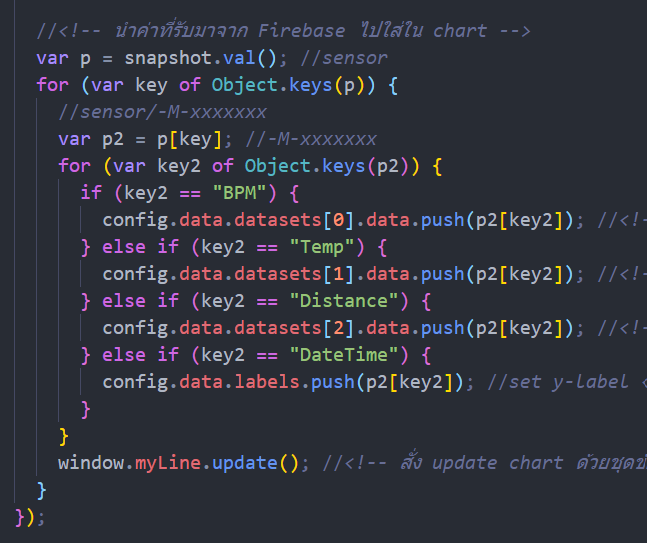 //<!-- นำค่าที่รับมาจาก Firebase ไปใส่ใน chart -->
var p = snapshot.val(); //sensor
for (var key of Object.keys(p)) {
//sensor/-M-xxxxxxx
var p2 = p[key]; //-M-xxxxxxx
for (var key2 of Object.keys(p2)) {
if (key2 == "BPM") {
config.data.datasets[0].data.push(p2[key2]); //<!-
} else if (key2 == "Temp") {
config.data.datasets[1].data.push(p2[key2]); //<!-
} else if (key2 == "Distance") {
config.data.datasets[2].data.push(p2[key2]); //<!-
} else if (key2 == "DateTime") {
config.data.labels.push(p2[key2]); //set y-label <
}
}
window.myLine.update(); //<!-- สั่ง update chart ด้วยชุด
}
});